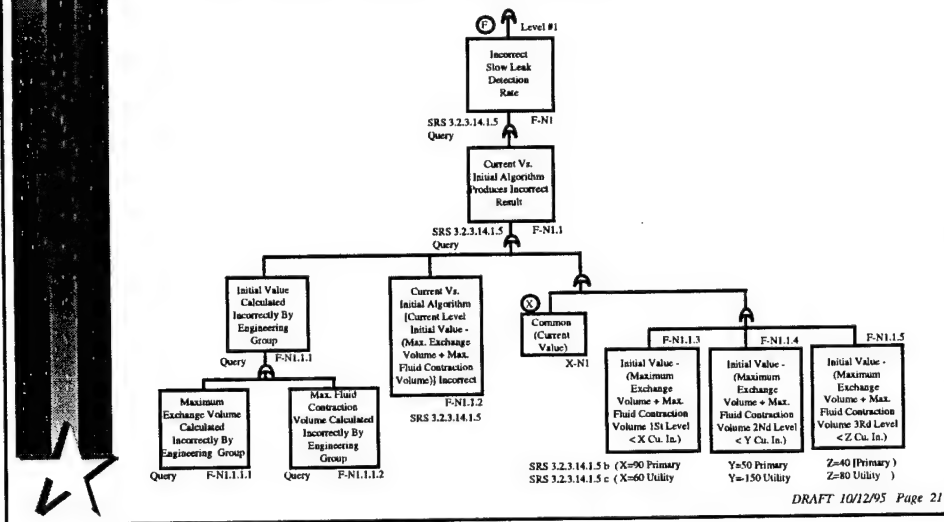 F
Level #1
Incorrect
Slow Leak
Detection
Rate
SRS 3.2.3.14.1.5
F-N1
Query
Current Vs.
Initial Algorithm
Produces Incorrect
Result
SRS 3.2.3.14.1.5
F-N1.1
Query
Initial Value
Calculated
Incorrectly By
Engineering
Group
Query
F-N1.1.1
Maximum
Exchange Volume
Calculated
Incorrectly By
Engineering Group
Query
F-N1.1.1.1
Max. Fluid
Contraction
Volume Calculated
Incorrectly By
Engineering
Group
Query
F-N1.1.1.2
Current Vs.
Initial Algorithm
[Current Level
Initial Value -
(Max. Exchange
Volume + Max.
Fluid Contraction
Volume)] Incorrect
F-N1.1.2
SRS 3.2.3.14.1.5
X
Common
(Current
Value)
X-N1
F-N1.1.3
Initial Value -
(Maximum
Exchange
Volume + Max.
Fluid Contraction
Volume 1St Level
< X Cu. In.)
F-N1.1.4
Initial Value -
(Maximum
Exchange
Volume + Max.
Fluid Contraction
Volume 2Nd Level
< Y Cu. In.)
F-N1.1.5
Initial Value -
(Maximum
Exchange
Volume + Max.
Fluid Contraction
Volume 3Rd Level
< Z Cu. In.)
SRS 3.2.3.14.1.5 b (X=90 Primary
Y=50 Primary
Z=40 [Primary )
SRS 3.2.3.14.1.5 c (X=60 Utility
Y=-150 Utility
Z=80 Utility )
DRAFT 10/12/95 Page 21